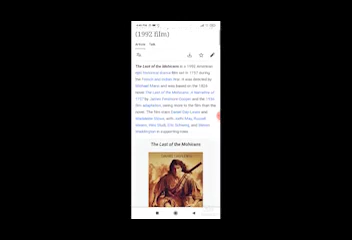 (1992 film)
Article Talk
The Last of the Mohicans is a 1992 American
epic historical drama film set in 1757 during
the French and Indian War. It was directed by
Michael Mann and was based on the 1826
novel The Last of the Mohicans: A Narrative of
1757 by James Fenimore Cooper and the 1936
film adaptation, owing more to the film than the
novel. The film stars Daniel Day-Lewis and
Madeleine Stowe, with Jodhi May, Russell
Means, Wes Studi, Eric Schweig, and Steven
Waddington in supporting roles.
The Last of the Mohicans